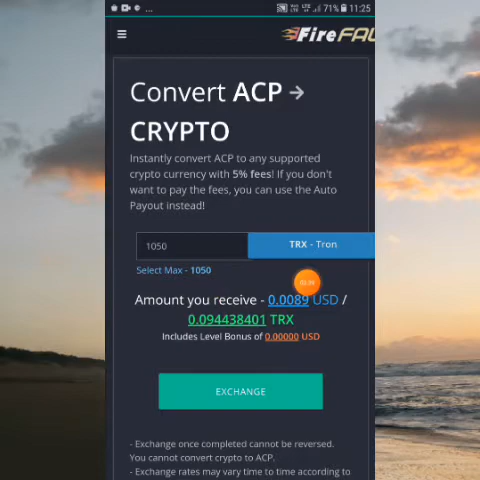 ... 71% 11:25
FireFAU
Convert ACP
CRYPTO
Instantly convert ACP to any supported
crypto currency with 5% fees! If you don't
want to pay the fees, you can use the Auto
Payout instead!
1050 TRX - Tron
Select Max - 1050
Amount you receive - 0.0089 USD /
0.094438401 TRX
Includes Level Bonus of 0.00000 USD
EXCHANGE
- Exchange once completed cannot be reversed.
You cannot convert crypto to ACP.
- Exchange rates may vary time to time according to